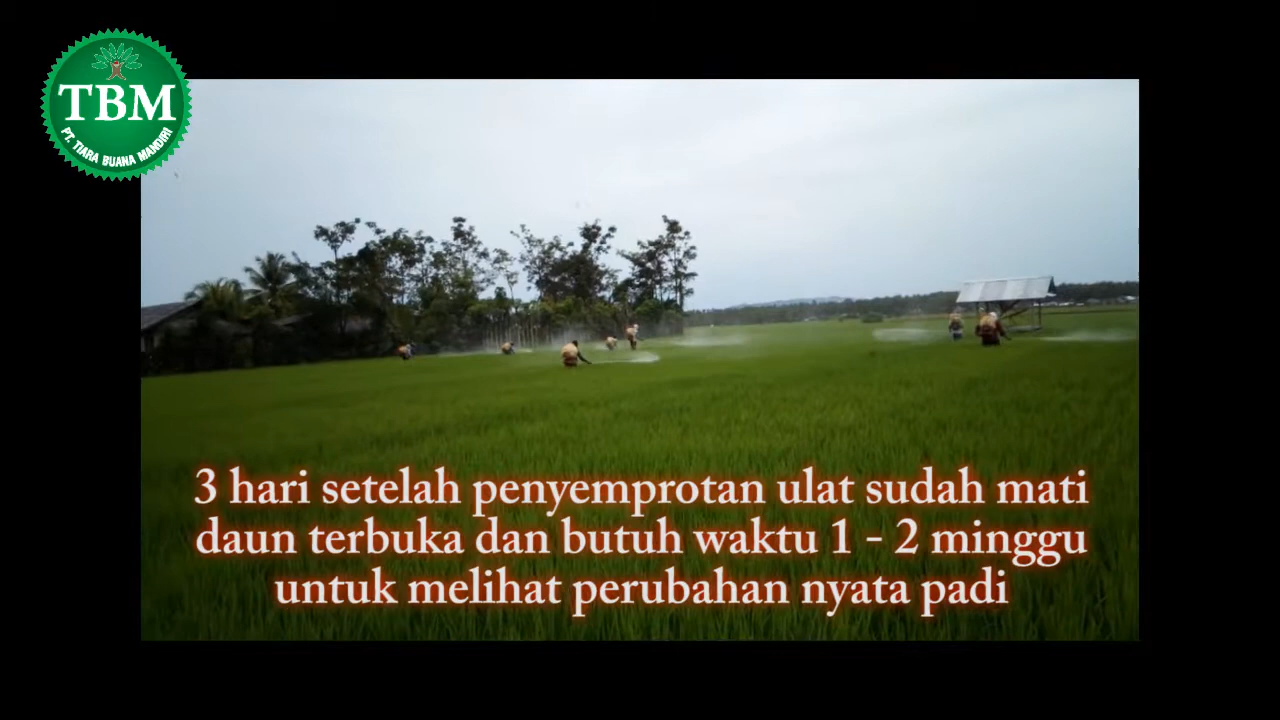 TBM
PT. TIARA BUANA MANDIRI
3 hari setelah penyemprotan ulat sudah mati
daun terbuka dan butuh waktu 1 - 2 minggu
untuk melihat perubahan nyata padi